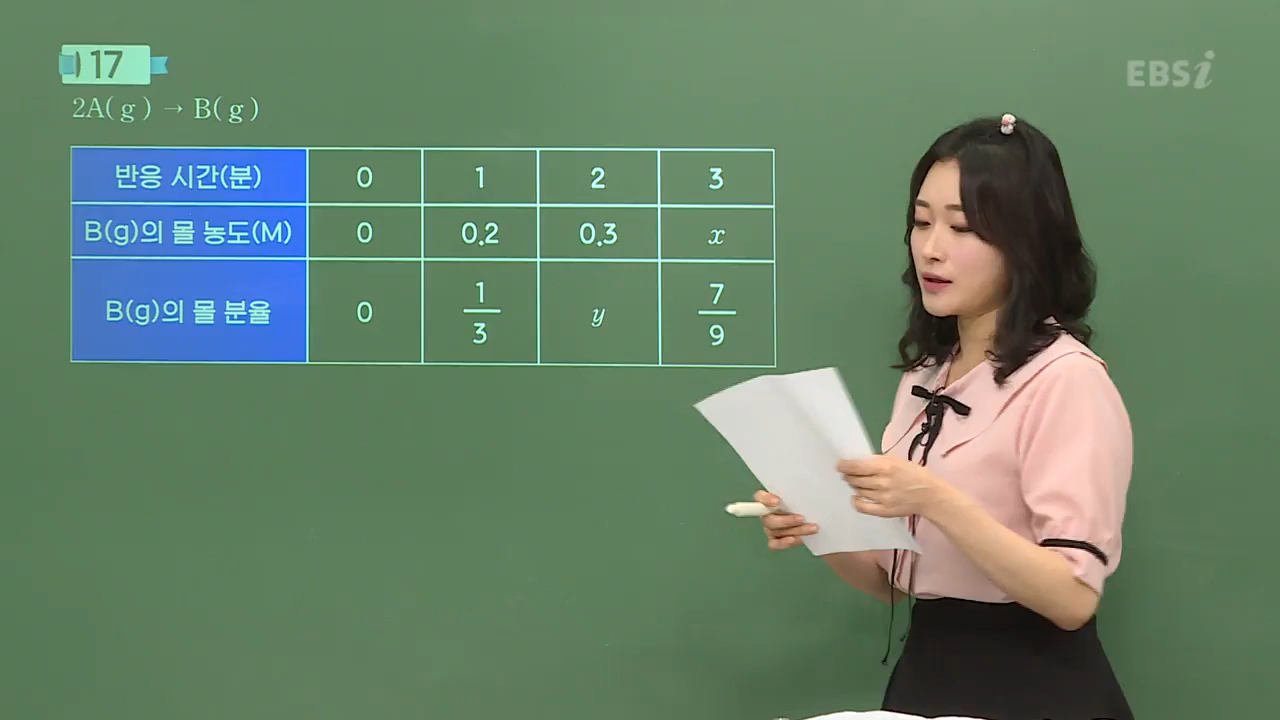 17
EBSi
2A(g) → B(g)
반응 시간(분) 0 1 2 3
B(g)의 몰 농도(M) 0 0.2 0.3 x
B(g)의 몰 분율 0 1/3 y 7/9